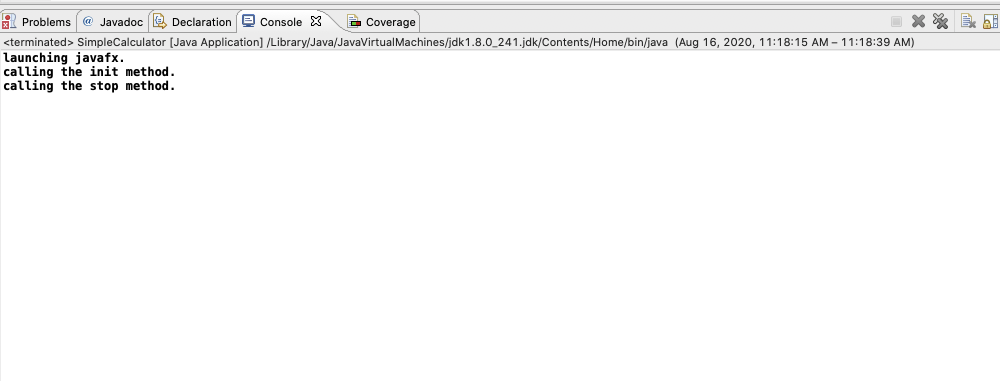 Problems @ Javadoc Declaration Console Coverage
<terminated> SimpleCalculator [Java Application] /Library/Java/JavaVirtualMachines/jdk1.8.0_241.jdk/Contents/Home/bin/java (Aug 16, 2020, 11:18:15 AM – 11:18:39 AM)
launching javafx.
calling the init method.
calling the stop method.